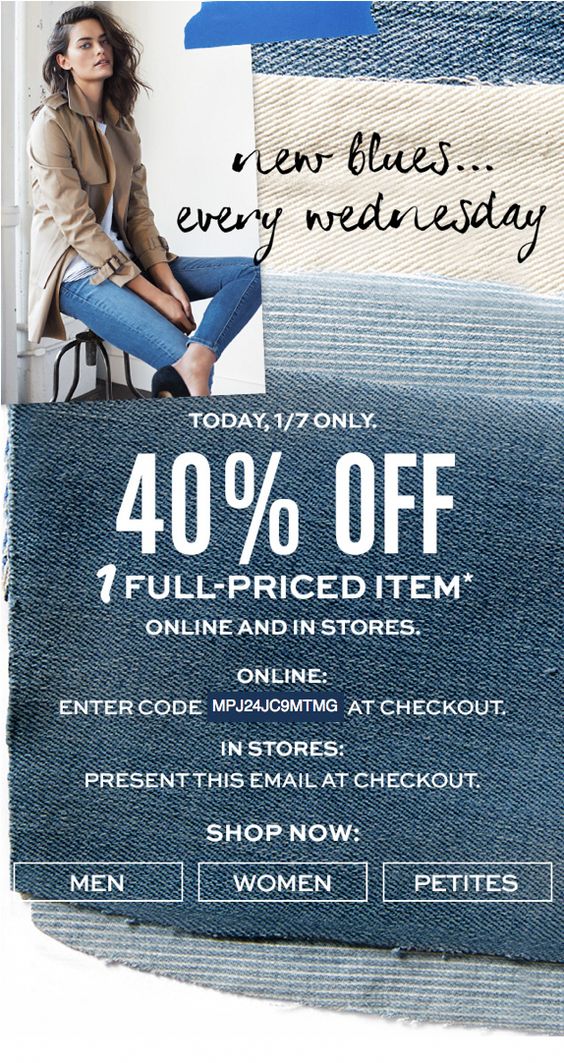 new blues...
every wednesday
TODAY, 1/7 ONLY.
40% OFF
1 FULL-PRICED ITEM*
ONLINE AND IN STORES.
ONLINE:
ENTER CODE MPJ24JC9MTMG AT CHECKOUT.
IN STORES:
PRESENT THIS EMAIL AT CHECKOUT.
SHOP NOW:
MEN WOMEN PETITES